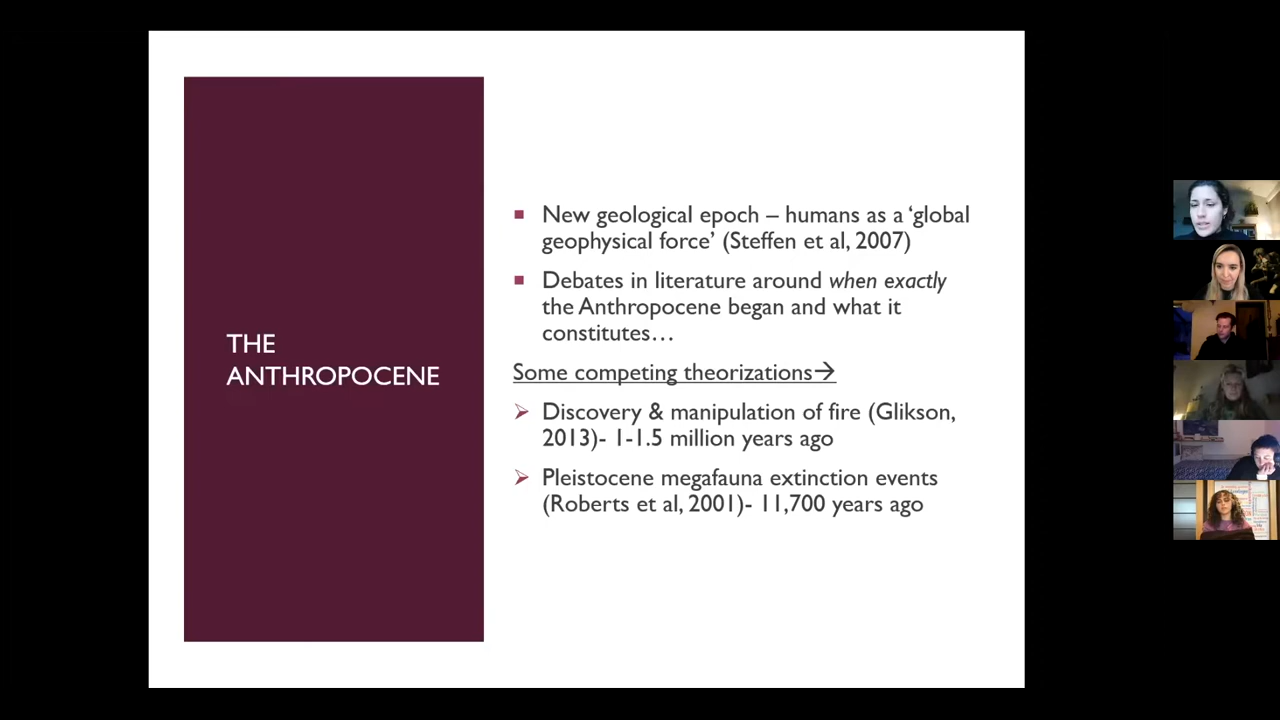 THE
ANTHROPOCENE
New geological epoch – humans as a ‘global
geophysical force’ (Steffen et al, 2007)
Debates in literature around when exactly
the Anthropocene began and what it
constitutes…
Some competing theorizations→
Discovery & manipulation of fire (Glikson,
2013)- 1-1.5 million years ago
Pleistocene megafauna extinction events
(Roberts et al, 2001)- 11,700 years ago